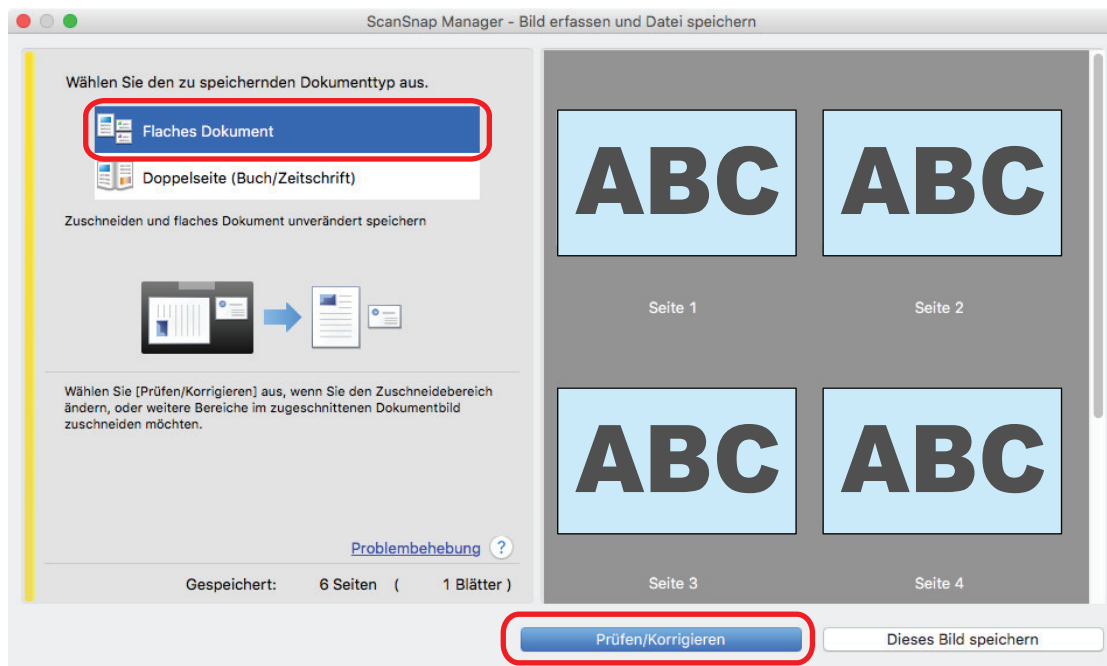 ScanSnap Manager - Bild erfassen und Datei speichern
Wählen Sie den zu speichernden Dokumenttyp aus.
Flaches Dokument
Doppelseite (Buch/Zeitschrift)
Zuschneiden und flaches Dokument unverändert speichern
Wählen Sie [Prüfen/Korrigieren] aus, wenn Sie den Zuschneidebereich
ändern, oder weitere Bereiche im zugeschnittenen Dokumentbild
zuschneiden möchten.
Problembehebung ?
Gespeichert: 6 Seiten ( 1 Blätter )
ABC ABC
Seite 1 Seite 2
ABC ABC
Seite 3 Seite 4
Prüfen/Korrigieren Dieses Bild speichern